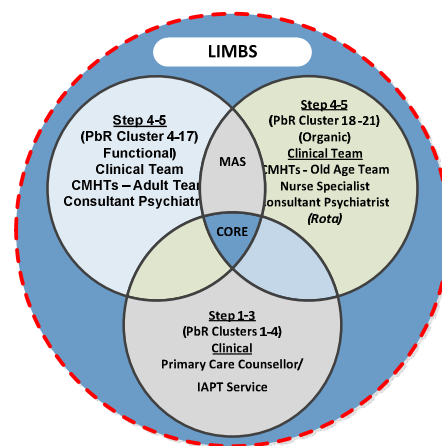 LIMBS
Step 4-5
(PbR Cluster 4-17)
Functional)
Clinical Team
CMHTs – Adult Tear
Consultant Psychiatr
MAS
Step 4-5
(PbR Cluster 18-21)
(Organic)
Clinical Team
CMHTs - Old Age Team
Nurse Specialist
Consultant Psychiatrist
(Rota)
CORE
Step 1-3
(PbR Clusters 1-4)
Clinical
Primary Care Counsellor/
IAPT Service